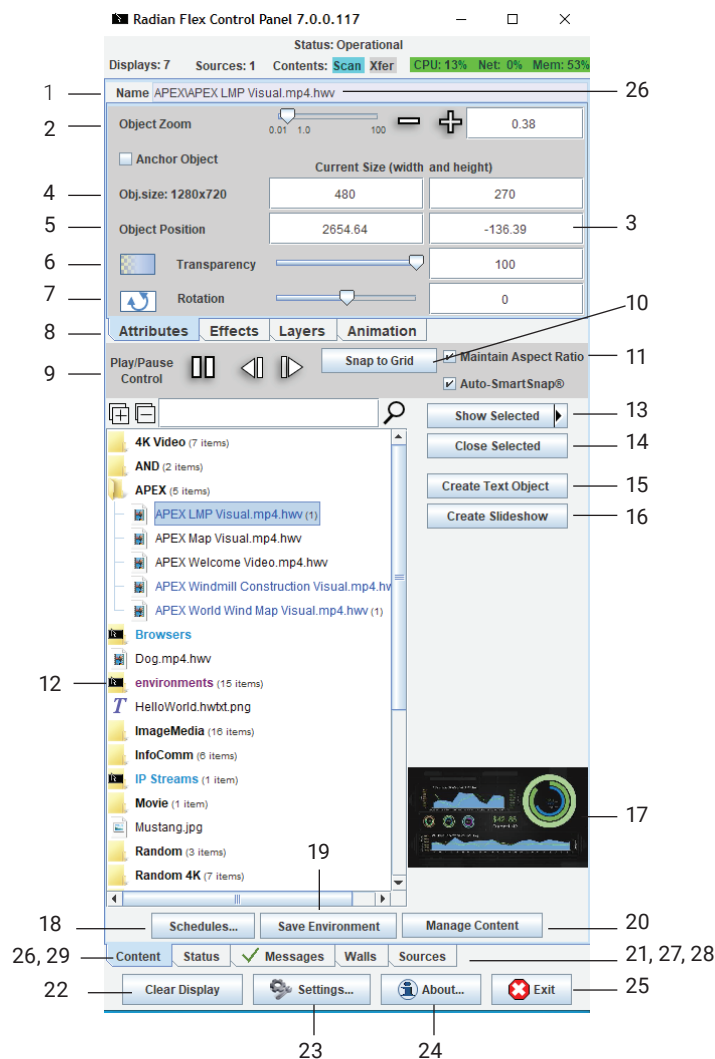 Radian Flex Control Panel 7.0.0.117
Status: Operational
Displays: 7 Sources: 1 Contents: Scan Xfer CPU: 13% Net: 0% Mem: 53%
1 Name APEX\APEX LMP Visual.mp4.hwv 26
2 Object Zoom 0.01 1.0 100 0.38
Anchor Object Current Size (width and height)
4 Obj.size: 1280x720 480 270
5 Object Position 2654.64 -136.39 3
6 Transparency 100
7 Rotation 0
10
8 Attributes Effects Layers Animation
9 Play/Pause Control Snap to Grid Maintain Aspect Ratio 11
Auto-SmartSnap®
Show Selected 13
4K Video (7 items) Close Selected 14
AND (2 items)
APEX (5 items) Create Text Object 15
APEX LMP Visual.mp4.hwv (1) Create Slideshow 16
APEX Map Visual.mp4.hwv
APEX Welcome Video.mp4.hwv
APEX Windmill Construction Visual.mp4.hv
APEX World Wind Map Visual.mp4.hwv (1)
Browsers
Dog.mp4.hwv
12 environments (15 items)
T HelloWorld.hwtxt.png
ImageMedia (16 items)
InfoComm (6 items)
IP Streams (1 item)
Movie (1 item) 17
Mustang.jpg
Random (3 items) 19
Random 4K (7 items)
18 Schedules... Save Environment Manage Content 20
26, 29 Content Status Messages Walls Sources 21, 27, 28
22 Clear Display Settings... About... Exit 25
23 24